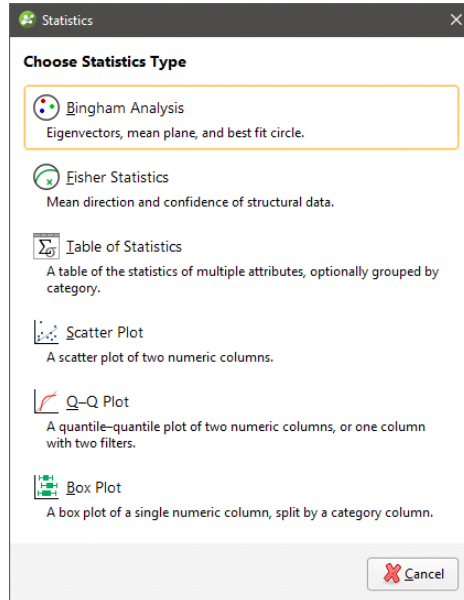 Statistics
Choose Statistics Type
Bingham Analysis
Eigenvectors, mean plane, and best fit circle.
Fisher Statistics
Mean direction and confidence of structural data.
Table of Statistics
A table of the statistics of multiple attributes, optionally grouped by
category.
Scatter Plot
A scatter plot of two numeric columns.
Q–Q Plot
A quantile–quantile plot of two numeric columns, or one column
with two filters.
Box Plot
A box plot of a single numeric column, split by a category column.
Cancel